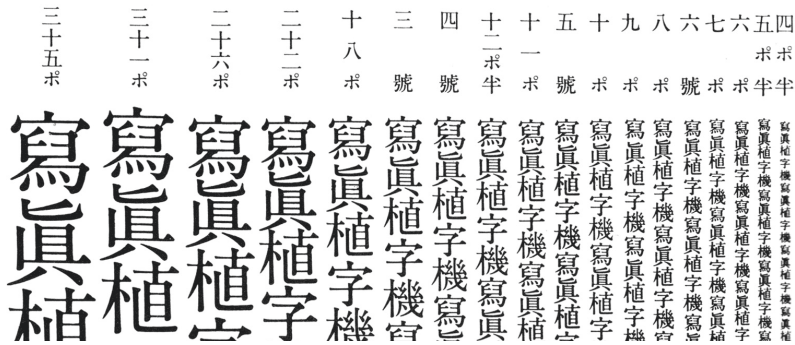 四ポ半 寫眞植字機寫眞植字機寫眞植字機寫眞植
五ポ半 寫眞植字機寫眞植字機寫眞植字機寫
六ポ 寫眞植字機寫眞植字機寫眞植字
七ポ 寫眞植字機寫眞植字機寫眞植
六號 寫眞植字機寫眞植字機寫眞
八ポ 寫眞植字機寫眞植字機寫
九ポ 寫眞植字機寫眞植字機
十ポ 寫眞植字機寫眞植字
五號 寫眞植字機寫眞植字
十一ポ 寫眞植字機寫眞植
十二ポ半 寫眞植字機寫眞
四號 寫眞植字機寫眞
三號 寫眞植字機寫
十八ポ 寫眞植字機
二十二ポ 寫眞植字
二十六ポ 寫眞植字
三十一ポ 寫眞植
三十五ポ 寫眞植